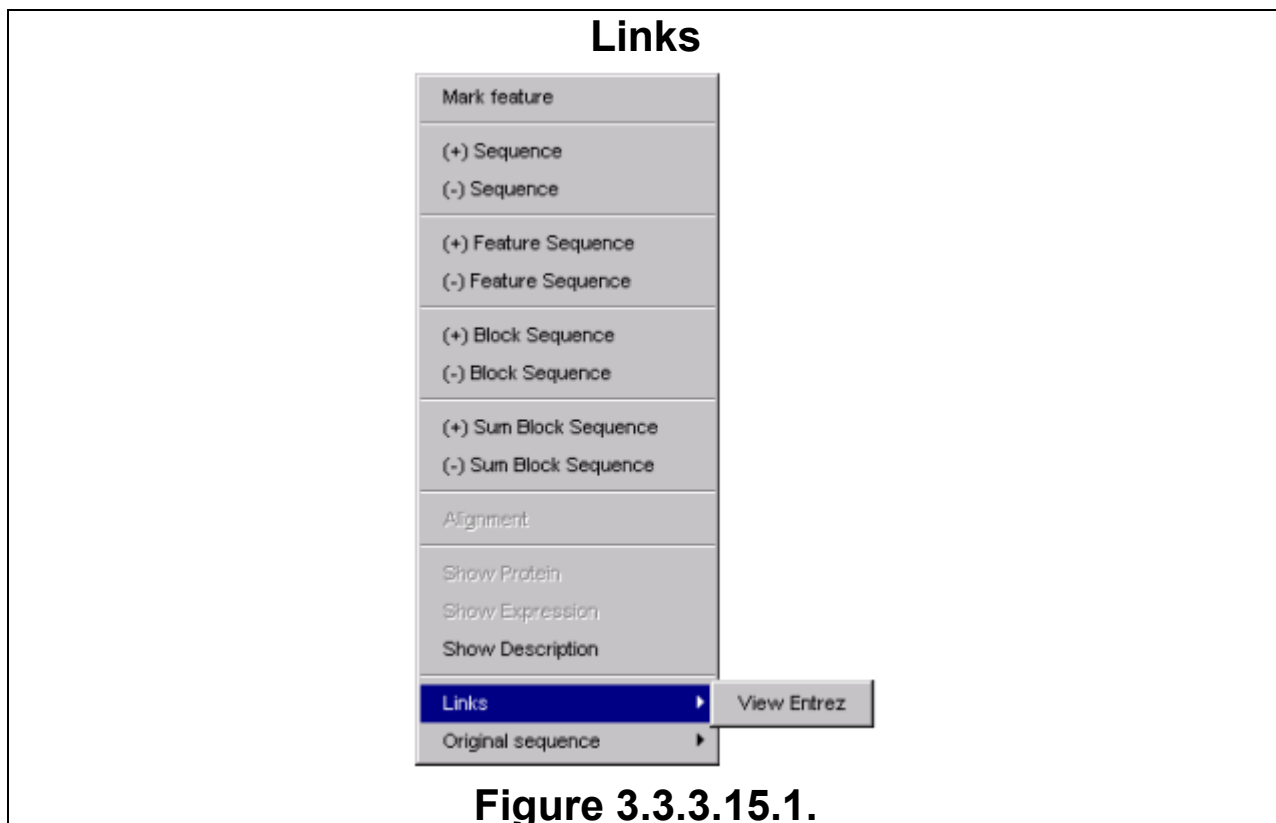 Links
Mark feature
(+) Sequence
(-) Sequence
(+) Feature Sequence
(-) Feature Sequence
(+) Block Sequence
(-) Block Sequence
(+) Sum Block Sequence
(-) Sum Block Sequence
Alignment
Show Protein
Show Expression
Show Description
Links View Entrez
Original sequence
Figure 3.3.3.15.1.